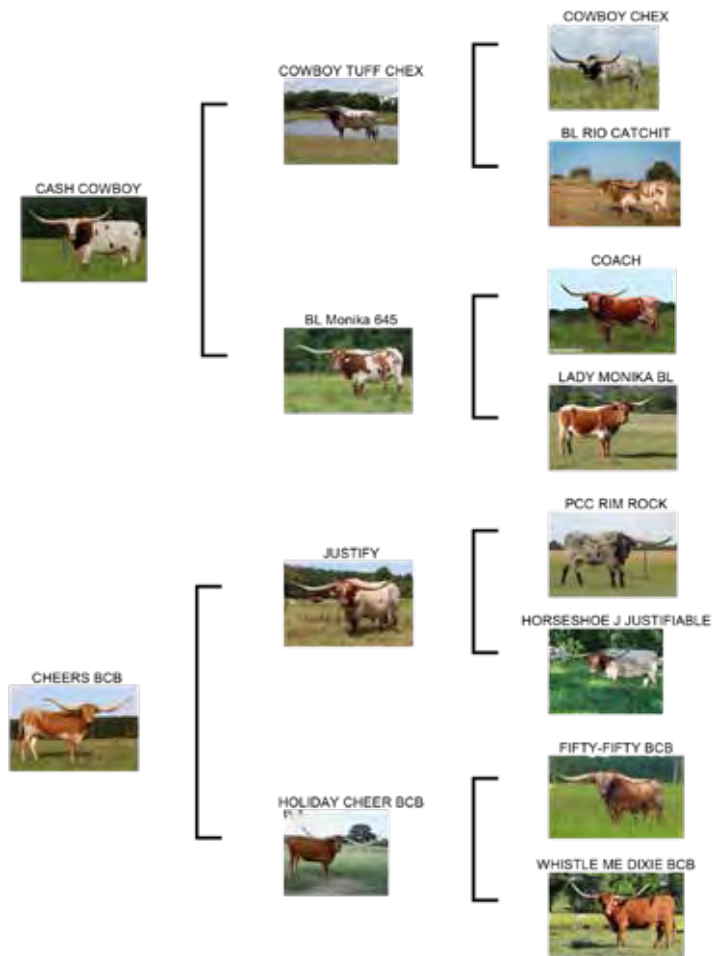 COWBOY CHEX
COWBOY TUFF CHEX
BL RIO CATCHIT
CASH COWBOY
COACH
BL Monika 645
LADY MONIKA BL
PCC RIM ROCK
JUSTIFY
HORSESHOE J JUSTIFIABLE
CHEERS BCB
FIFTY-FIFTY BCB
HOLIDAY CHEER BCB
WHISTLE ME DIXIE BCB